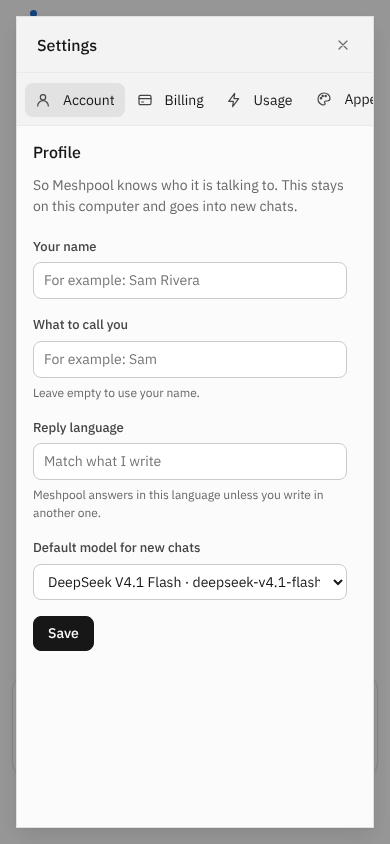 Settings
Account
Billing
Usage
Appe
Profile
So Meshpool knows who it is talking to. This stays
on this computer and goes into new chats.
Your name
For example: Sam Rivera
What to call you
For example: Sam
Leave empty to use your name.
Reply language
Match what I write
Meshpool answers in this language unless you write in
another one.
Default model for new chats
DeepSeek V4.1 Flash · deepseek-v4.1-flash
Save